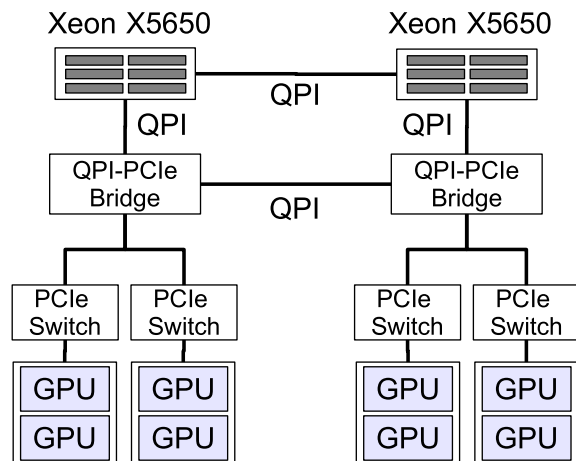 Xeon X5650
Xeon X5650
QPI
QPI
QPI
QPI-PCIe
Bridge
QPI-PCIe
Bridge
QPI
PCIe
Switch
PCIe
Switch
PCIe
Switch
PCIe
Switch
GPU
GPU
GPU
GPU
GPU
GPU
GPU
GPU